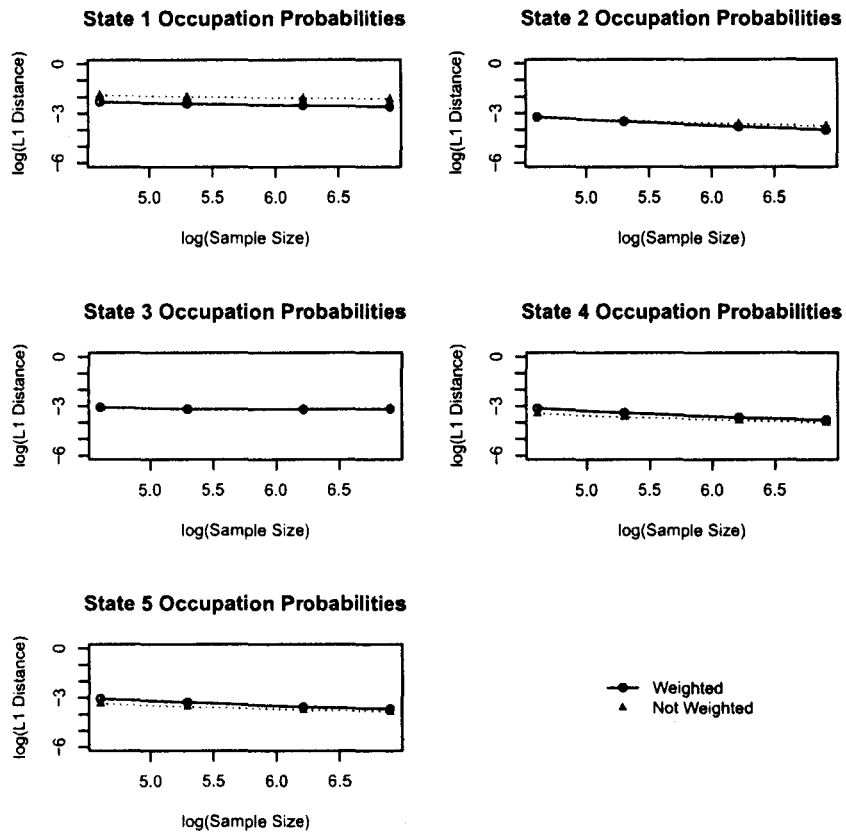 State 1 Occupation Probabilities
log(L1 Distance)
0
-3
-6
5.0 5.5 6.0 6.5
log(Sample Size)
State 2 Occupation Probabilities
log(L1 Distance)
0
-3
-6
5.0 5.5 6.0 6.5
log(Sample Size)
State 3 Occupation Probabilities
log(L1 Distance)
0
-3
-6
5.0 5.5 6.0 6.5
log(Sample Size)
State 4 Occupation Probabilities
log(L1 Distance)
0
-3
-6
5.0 5.5 6.0 6.5
log(Sample Size)
State 5 Occupation Probabilities
log(L1 Distance)
0
-3
-6
5.0 5.5 6.0 6.5
log(Sample Size)
Weighted
Not Weighted